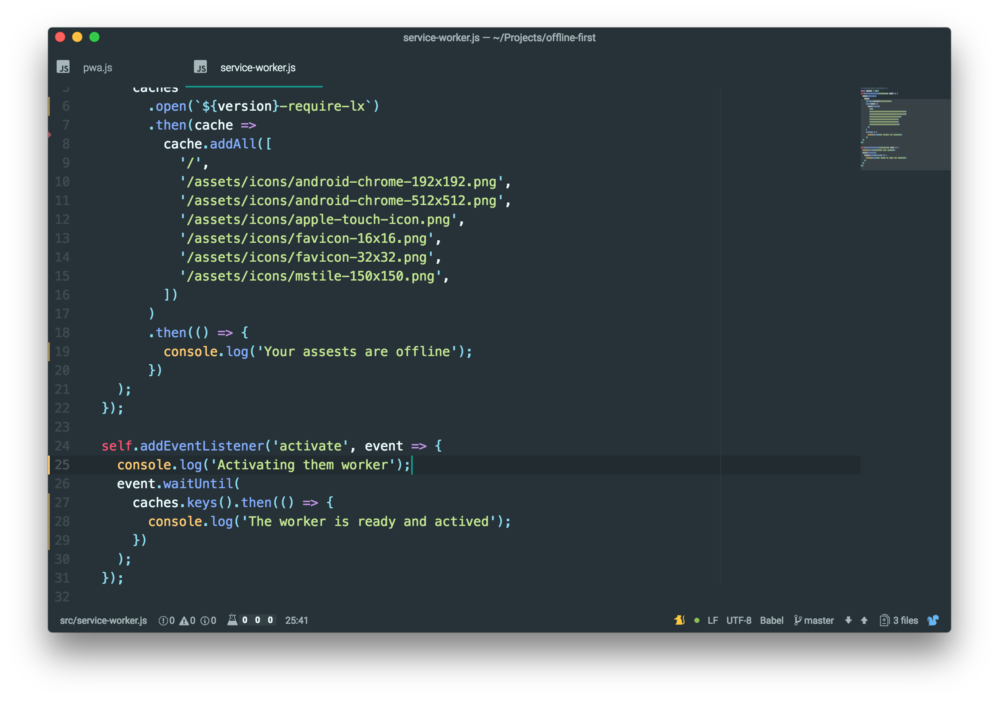 service-worker.js — ~/Projects/offline-first
JS pwa.js JS service-worker.js
5 caches
6 .open(`${version}-require-lx`)
7 .then(cache =>
8 cache.addAll([
9 '/',
10 '/assets/icons/android-chrome-192x192.png',
11 '/assets/icons/android-chrome-512x512.png',
12 '/assets/icons/apple-touch-icon.png',
13 '/assets/icons/favicon-16x16.png',
14 '/assets/icons/favicon-32x32.png',
15 '/assets/icons/mstile-150x150.png',
16 ])
17 )
18 .then(() => {
19 console.log('Your assests are offline');
20 })
21 );
22 });
23
24 self.addEventListener('activate', event => {
25 console.log('Activating them worker');
26 event.waitUntil(
27 caches.keys().then(() => {
28 console.log('The worker is ready and actived');
29 })
30 );
31 });
32
src/service-worker.js 0 0 0 0 0 0 25:41 LF UTF-8 Babel master 3 files